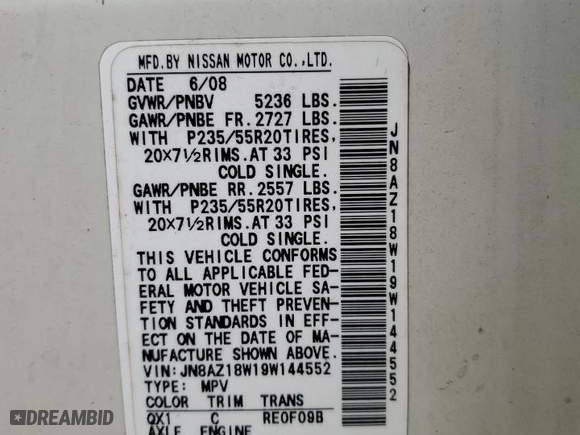 MFD.BY NISSAN MOTOR CO.,LTD.
DATE 6/08
GVWR/PNBV 5236 LBS.
GAWR/PNBE FR. 2727 LBS.
WITH P235/55R20TIRES,
20×7½RIMS.AT 33 PSI
COLD SINGLE.
GAWR/PNBE RR. 2557 LBS.
WITH P235/55R20TIRES,
20×7½RIMS.AT 33 PSI
COLD SINGLE.
THIS VEHICLE CONFORMS
TO ALL APPLICABLE FED-
ERAL MOTOR VEHICLE SA-
FETY AND THEFT PREVEN-
TION STANDARDS IN EFF-
ECT ON THE DATE OF MA-
NUFACTURE SHOWN ABOVE.
VIN:JN8AZ18W19W144552
TYPE: MPV
COLOR TRIM TRANS
QX1 C RE0F09B
AXLE ENGINE
JN8AZ18W19W144552
DREAMBID